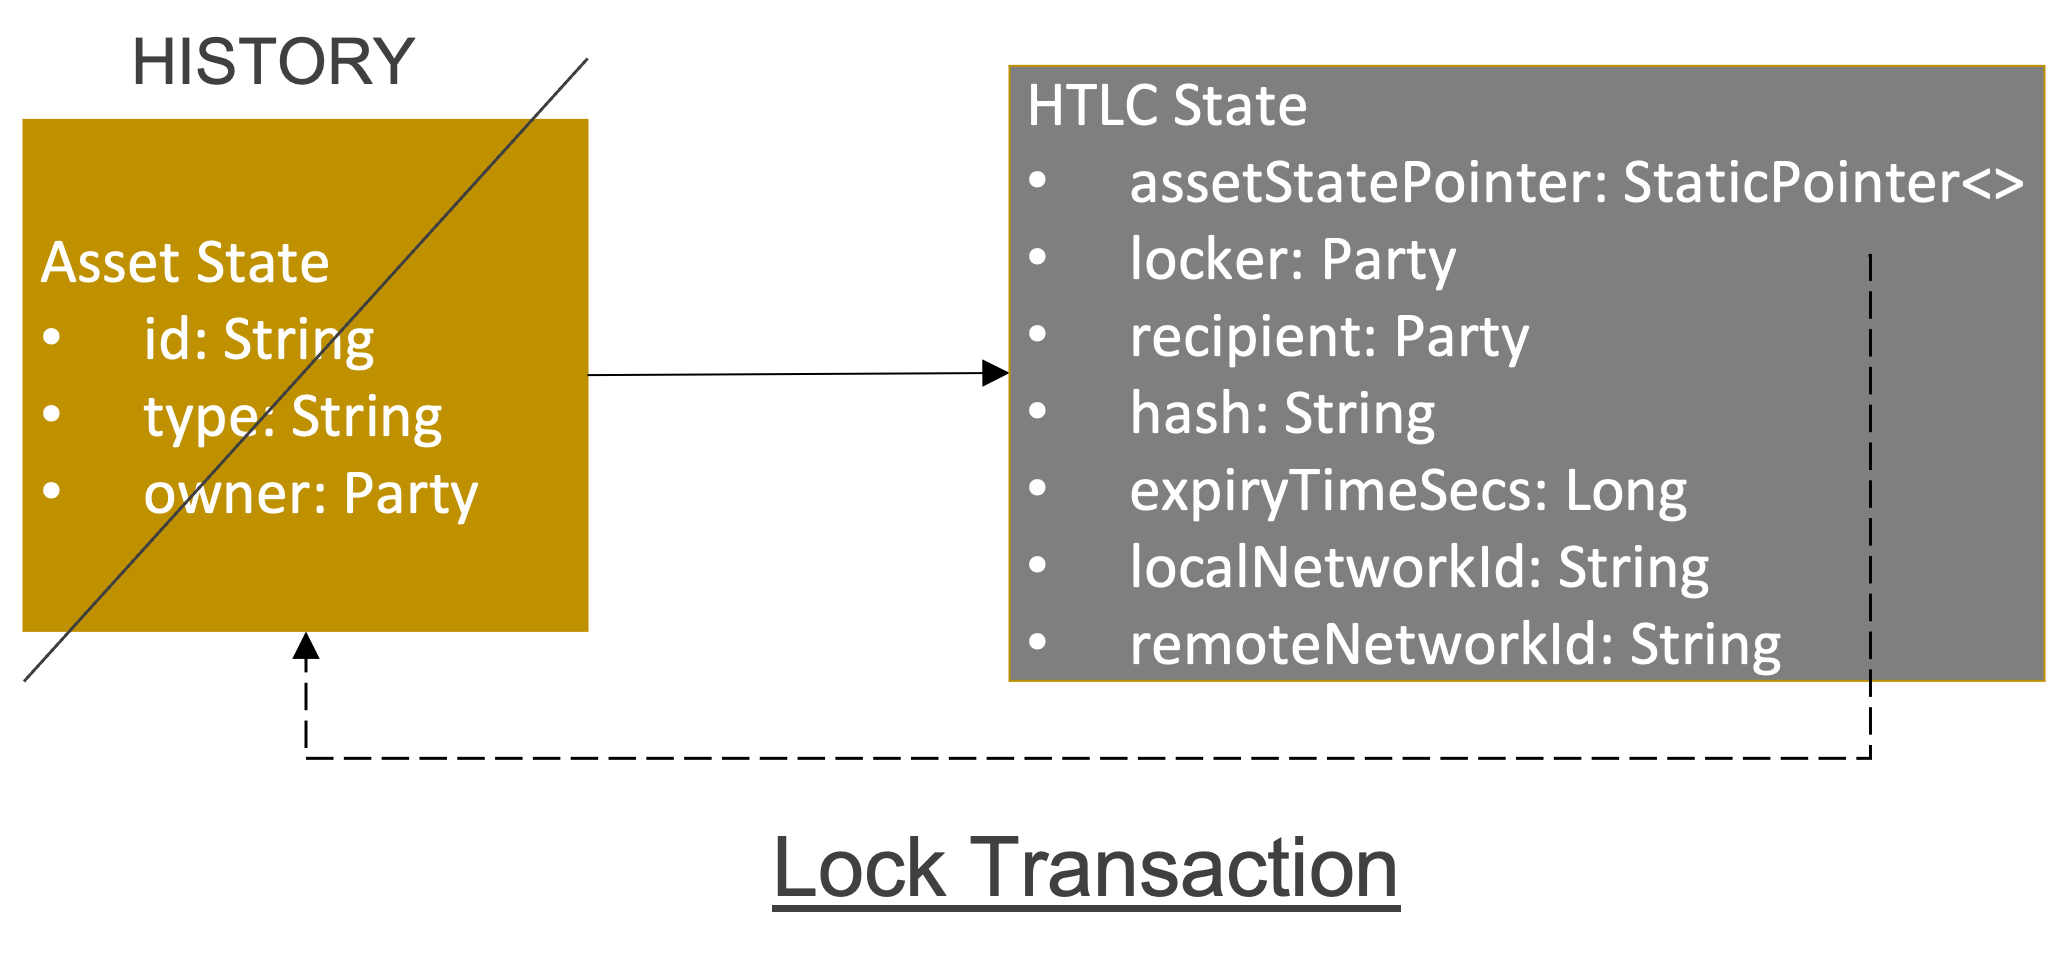 HISTORY
Asset State
• id: String
• type: String
• owner: Party
HTLC State
• assetStatePointer: StaticPointer<>
• locker: Party
• recipient: Party
• hash: String
• expiryTimeSecs: Long
• localNetworkId: String
• remoteNetworkId: String
Lock Transaction